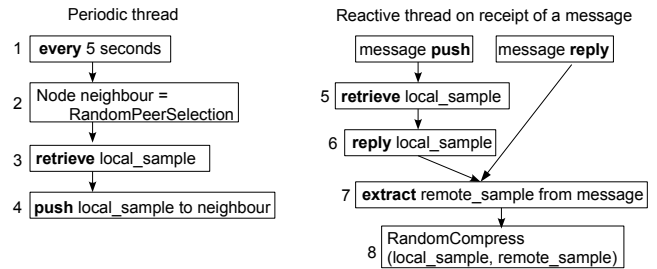 Periodic thread
1 every 5 seconds
2 Node neighbour =
RandomPeerSelection
3 retrieve local_sample
4 push local_sample to neighbour
Reactive thread on receipt of a message
message push
message reply
5 retrieve local_sample
6 reply local_sample
7 extract remote_sample from message
8 RandomCompress
(local_sample, remote_sample)